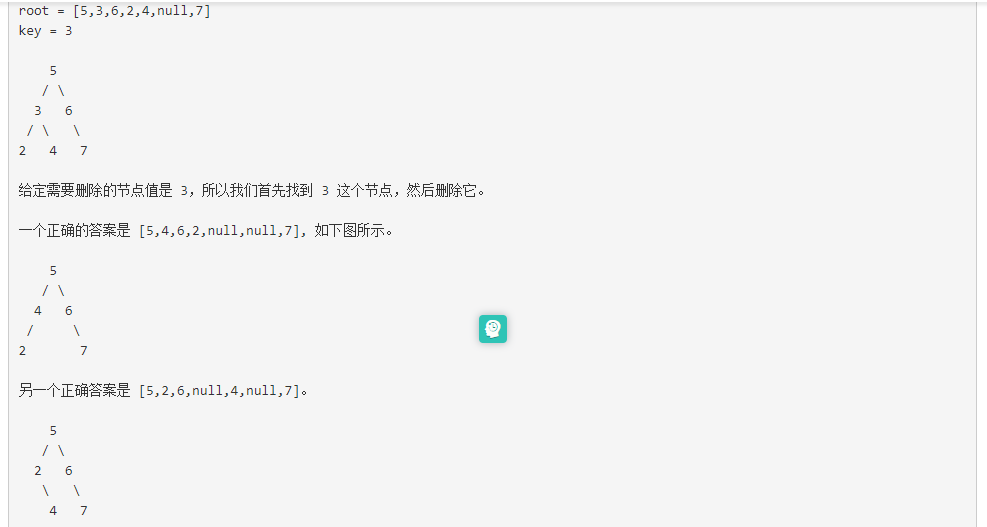 root = [5,3,6,2,4,null,7]
key = 3
    5
   / \
  3   6
 / \   \
2   4   7
给定需要删除的节点值是 3，所以我们首先找到 3 这个节点，然后删除它。
一个正确的答案是 [5,4,6,2,null,null,7], 如下图所示。
    5
   / \
  4   6
 /     \
2       7
另一个正确答案是 [5,2,6,null,4,null,7]。
    5
   / \
  2   6
   \   \
    4   7